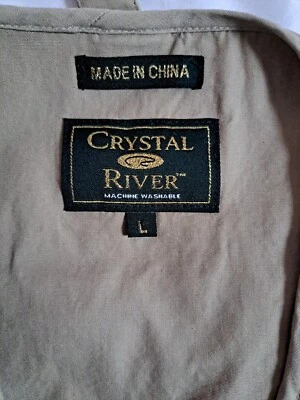 MADE IN CHINA
CRYSTAL
RIVER™
MACHINE WASHABLE
L